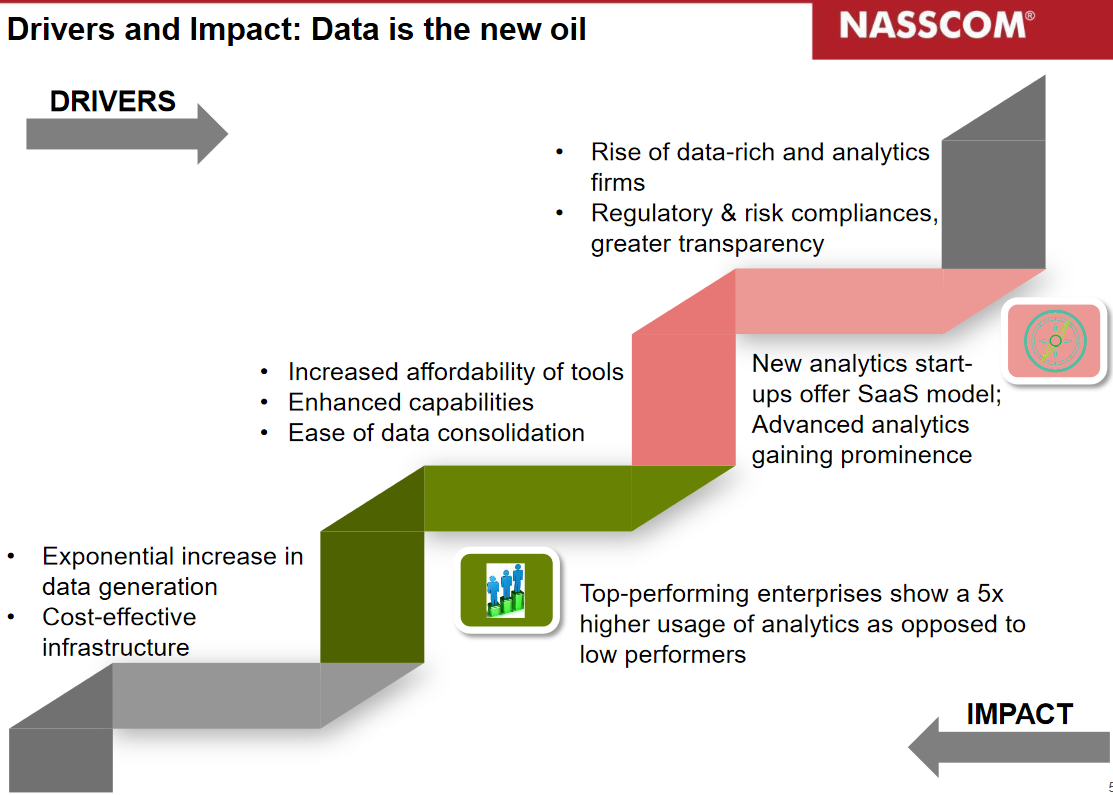 Drivers and Impact: Data is the new oil
NASSCOM®
DRIVERS
• Rise of data-rich and analytics
firms
• Regulatory & risk compliances,
greater transparency
• Increased affordability of tools
• Enhanced capabilities
• Ease of data consolidation
New analytics start-
ups offer SaaS model;
Advanced analytics
gaining prominence
• Exponential increase in
data generation
• Cost-effective
infrastructure
Top-performing enterprises show a 5x
higher usage of analytics as opposed to
low performers
IMPACT
5